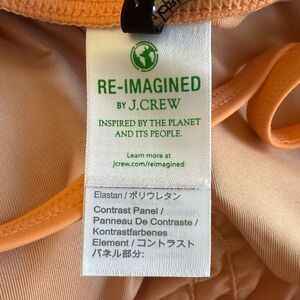 RE-IMAGINED
BY J.CREW
INSPIRED BY THE PLANET
AND ITS PEOPLE.
Learn more at
jcrew.com/reimagined
Elastan / ポリウレタン
Contrast Panel /
Panneau De Contraste /
Kontrastfarbenes
Element / コントラスト
パネル部分: